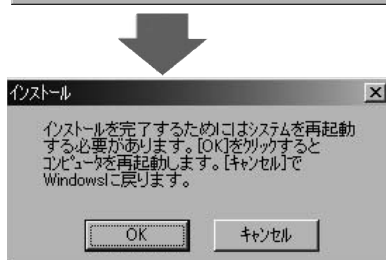 インストール
インストールを完了するためにはシステムを再起動
する必要があります。[OK]をクリックすると
コンピュータを再起動します。[キャンセル]で
Windowsに戻ります。
OK
キャンセル